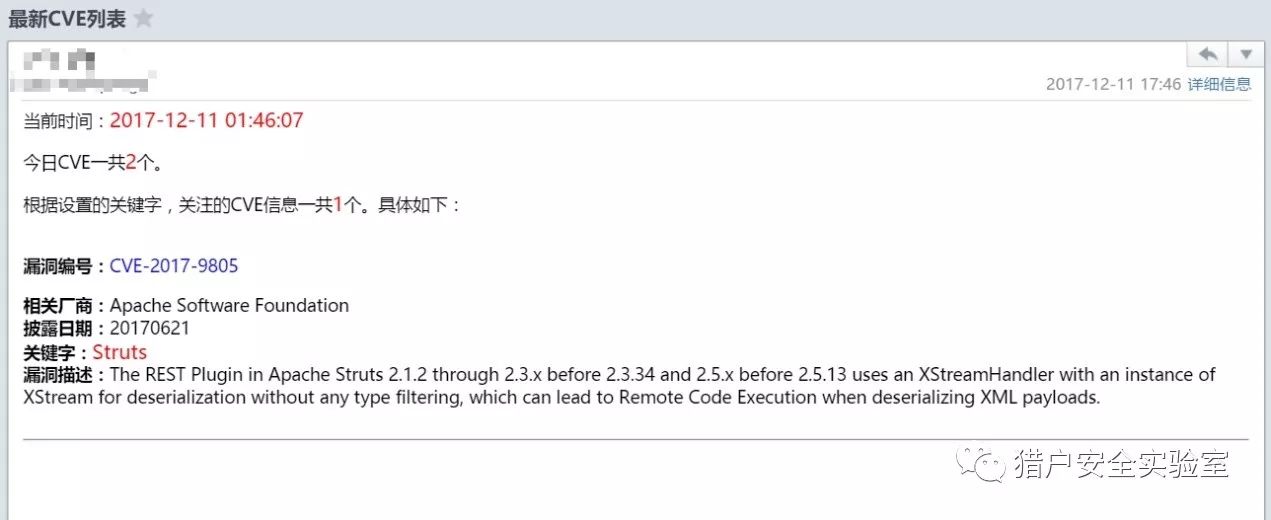 最新CVE列表
2017-12-11 17:46 详细信息
当前时间：2017-12-11 01:46:07
今日CVE一共2个。
根据设置的关键字，关注的CVE信息一共1个。具体如下：
漏洞编号：CVE-2017-9805
相关厂商：Apache Software Foundation
披露日期：20170621
关键字：Struts
漏洞描述：The REST Plugin in Apache Struts 2.1.2 through 2.3.x before 2.3.34 and 2.5.x before 2.5.13 uses an XStreamHandler with an instance of
XStream for deserialization without any type filtering, which can lead to Remote Code Execution when deserializing XML payloads.
猎户安全实验室